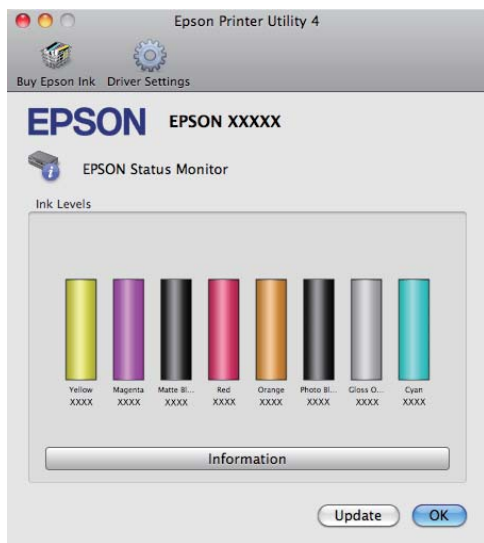 Epson Printer Utility 4
Buy Epson Ink Driver Settings
EPSON EPSON XXXXX
EPSON Status Monitor
Ink Levels
Yellow Magenta Matte Bl... Red Orange Photo Bl... Gloss O... Cyan
XXXX XXXX XXXX XXXX XXXX XXXX XXXX XXXX
Information
Update OK